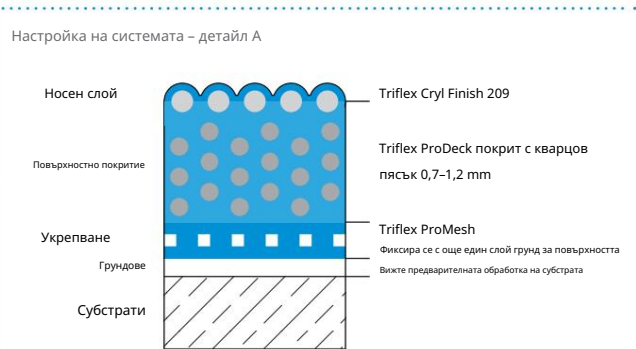 Настройка на системата – детайл А
Носен слой
Triflex Cryl Finish 209
Повърхностно покритие
Triflex ProDeck покрит с кварцов
пясък 0,7–1,2 mm
Укрепване
Triflex ProMesh
Фиксира се с още един слой грунд за повърхността
Грундове
Вижте предварителната обработка на субстрата
Субстрати